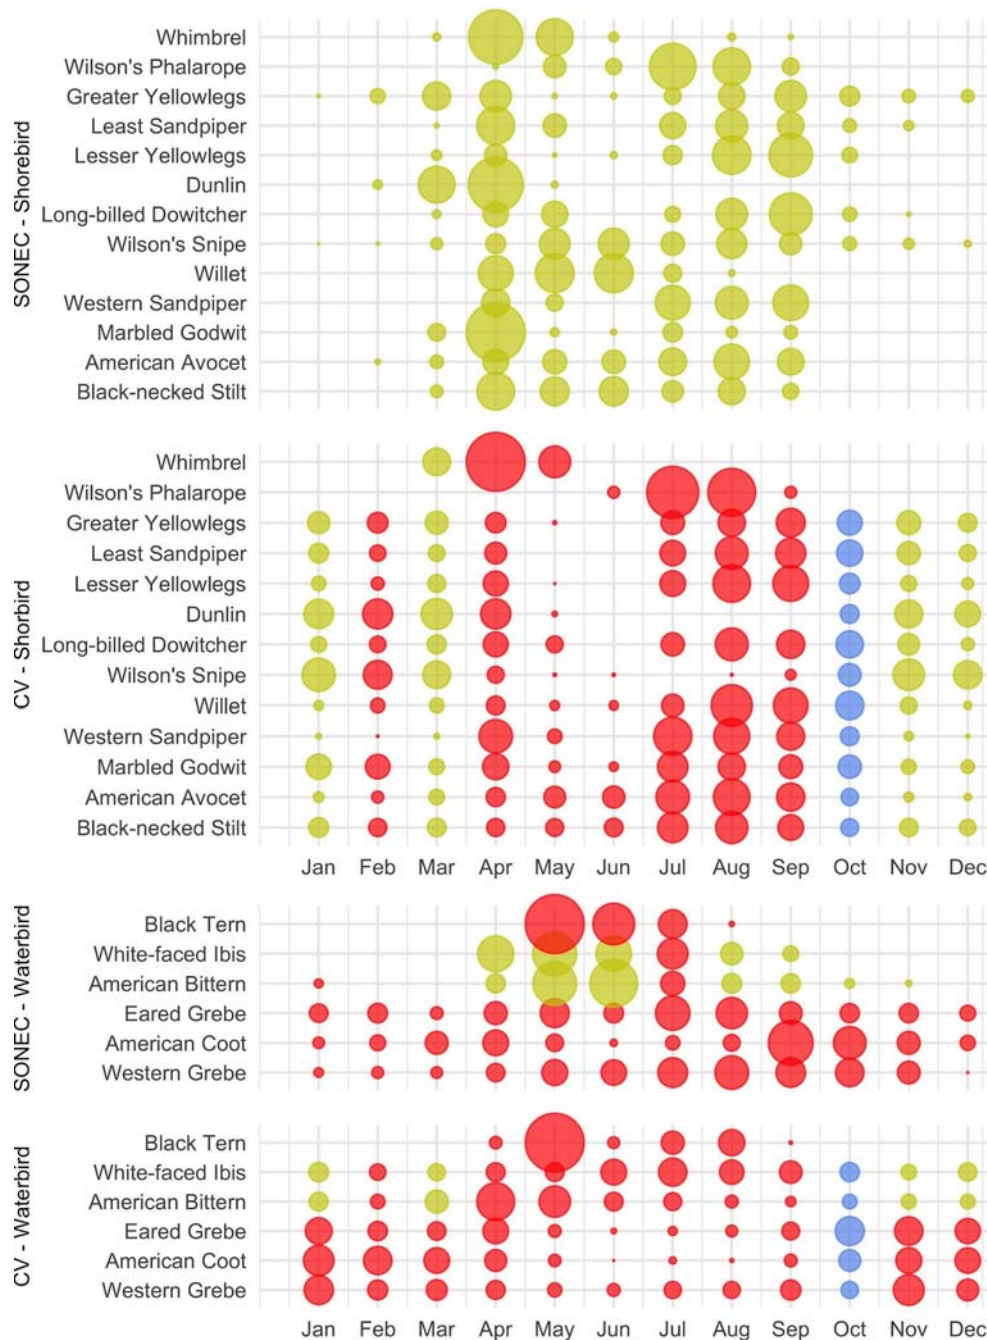 SONEC - Shorebird
Whimbrel
Wilson's Phalarope
Greater Yellowlegs
Least Sandpiper
Lesser Yellowlegs
Dunlin
Long-billed Dowitcher
Wilson's Snipe
Willet
Western Sandpiper
Marbled Godwit
American Avocet
Black-necked Stilt
CV - Shorbird
Whimbrel
Wilson's Phalarope
Greater Yellowlegs
Least Sandpiper
Lesser Yellowlegs
Dunlin
Long-billed Dowitcher
Wilson's Snipe
Willet
Western Sandpiper
Marbled Godwit
American Avocet
Black-necked Stilt
Jan Feb Mar Apr May Jun Jul Aug Sep Oct Nov Dec
SONEC - Waterbird
Black Tern
White-faced Ibis
American Bittern
Eared Grebe
American Coot
Western Grebe
CV - Waterbird
Black Tern
White-faced Ibis
American Bittern
Eared Grebe
American Coot
Western Grebe
Jan Feb Mar Apr May Jun Jul Aug Sep Oct Nov Dec